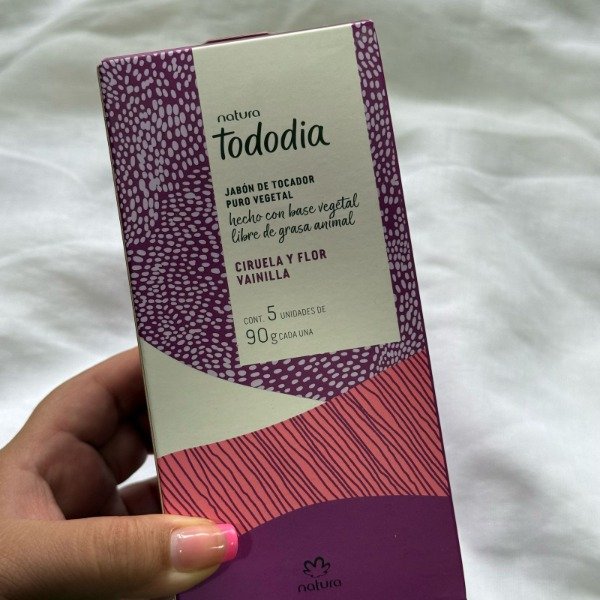 natura
tododia
JABÓN DE TOCADOR
PURO VEGETAL
hecho con base vegetal
libre de grasa animal
CIRUELA Y FLOR
VAINILLA
CONT. 5 UNIDADES DE
90g CADA UNA
natura